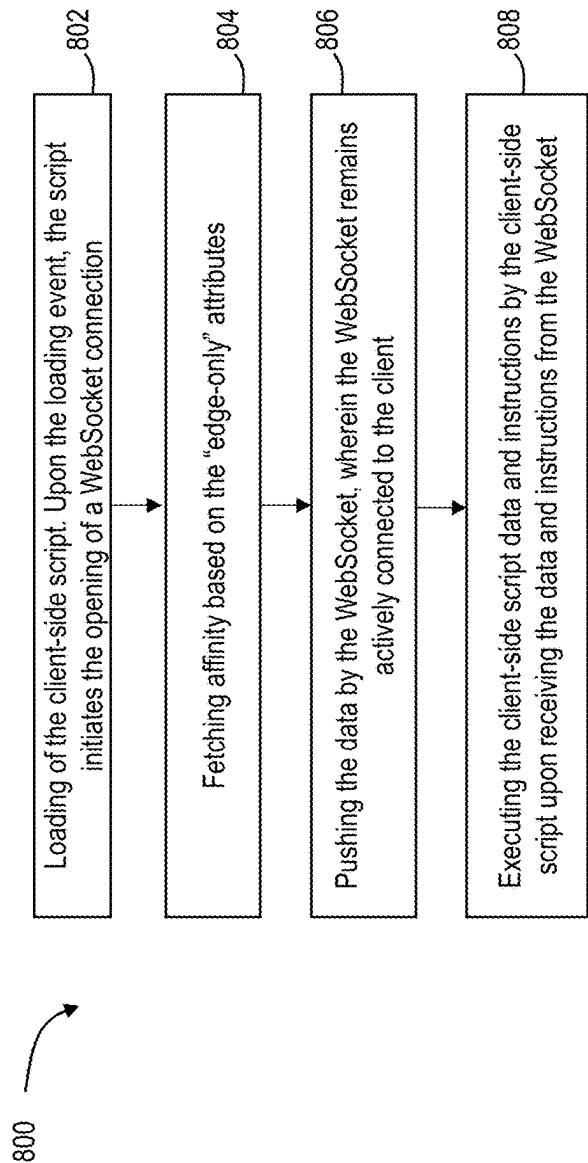 800
Loading of the client-side script. Upon the loading event, the script
initiates the opening of a WebSocket connection
802
Fetching affinity based on the “edge-only” attributes
804
Pushing the data by the WebSocket, wherein the WebSocket remains
actively connected to the client
806
Executing the client-side script data and instructions by the client-side
script upon receiving the data and instructions from the WebSocket
808